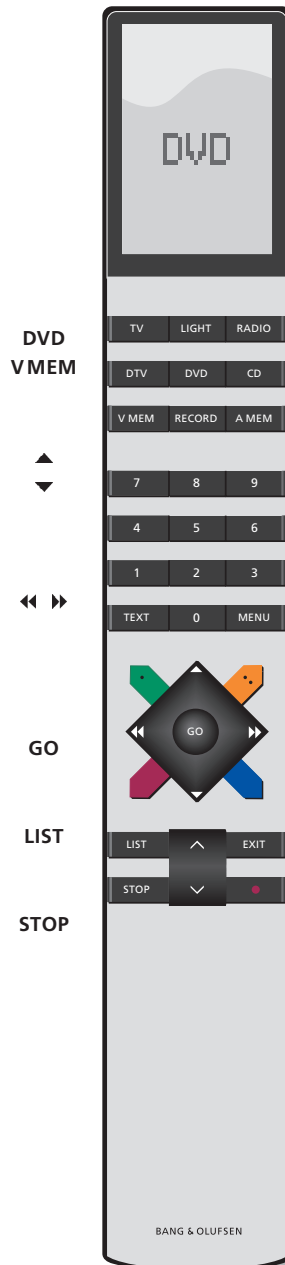 DVD
TV LIGHT RADIO
DVD
DTV DVD CD
V MEM
V MEM RECORD A MEM
7 8 9
4 5 6
1 2 3
TEXT 0 MENU
GO
GO
LIST
LIST EXIT
STOP
STOP
BANG & OLUFSEN